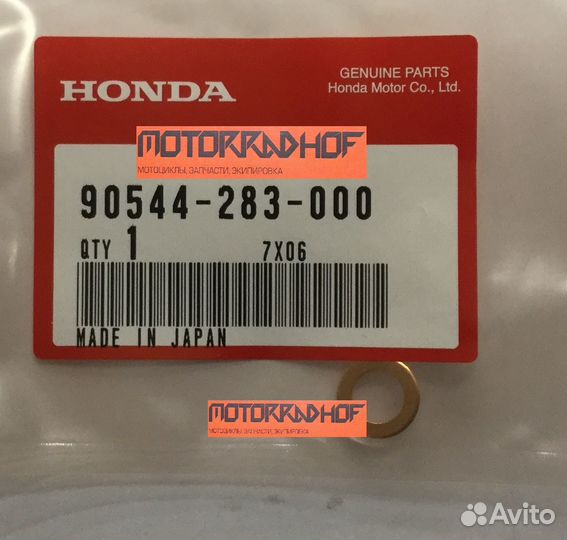 GENUINE PARTS
HONDA
Honda Motor Co., Ltd.
MOTORRADHOF
МОТОЦИКЛЫ, ЗАПЧАСТИ, ЭКИПИРОВКА
90544-283-000
QTY 1 7X06
MADE IN JAPAN
MOTORRADHOF
МОТОЦИКЛЫ, ЗАПЧАСТИ, ЭКИПИРОВКА
Avito